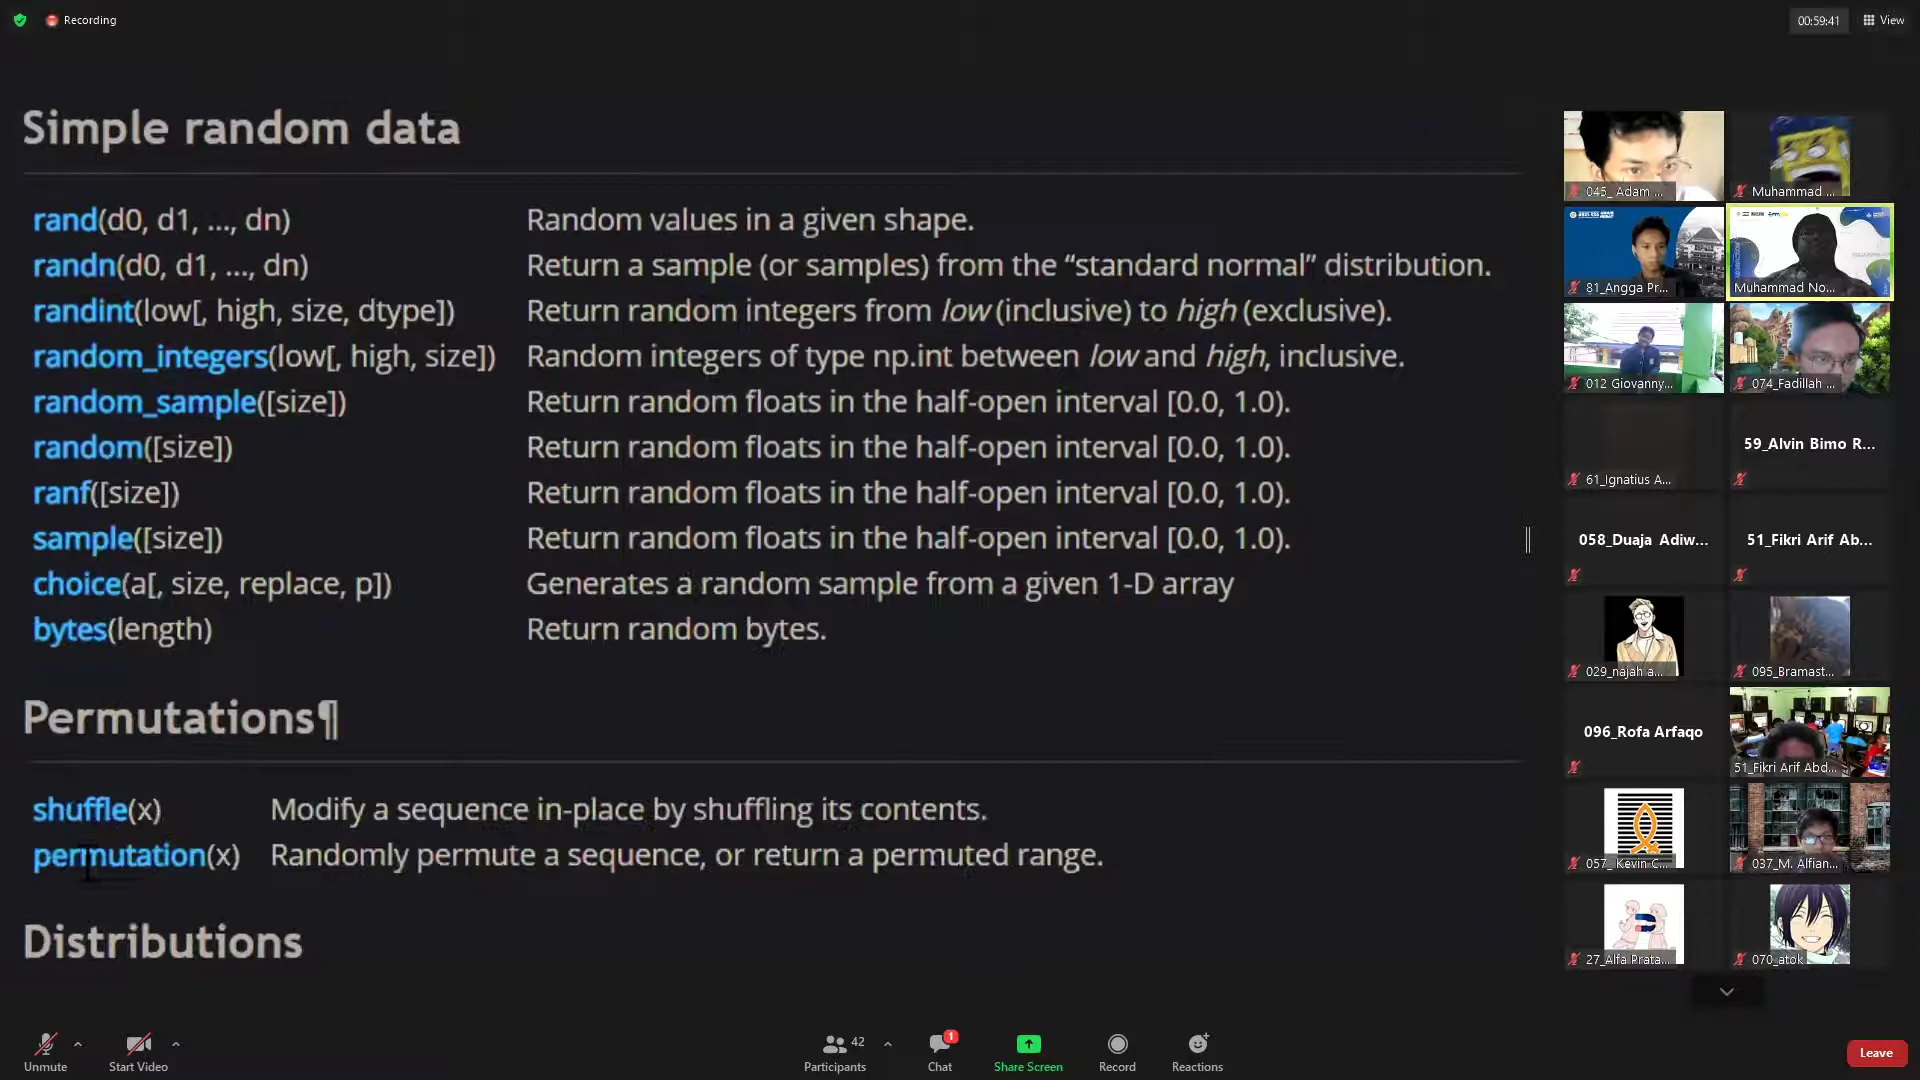 Recording
00:59:41
View
Simple random data
rand(d0, d1, ..., dn) Random values in a given shape.
randn(d0, d1, ..., dn) Return a sample (or samples) from the “standard normal” distribution.
randint(low[, high, size, dtype]) Return random integers from low (inclusive) to high (exclusive).
random_integers(low[, high, size]) Random integers of type np.int between low and high, inclusive.
random_sample([size]) Return random floats in the half-open interval [0.0, 1.0).
random([size]) Return random floats in the half-open interval [0.0, 1.0).
ranf([size]) Return random floats in the half-open interval [0.0, 1.0).
sample([size]) Return random floats in the half-open interval [0.0, 1.0).
choice(a[, size, replace, p]) Generates a random sample from a given 1-D array
bytes(length) Return random bytes.
Permutations¶
shuffle(x) Modify a sequence in-place by shuffling its contents.
permutation(x) Randomly permute a sequence, or return a permuted range.
Distributions
045_ Adam ...
Muhammad ...
81_Angga Pr...
Muhammad No...
012 Giovanny...
074_Fadillah ...
61_Ignatius A...
59_Alvin Bimo R...
058_Duaja Adiw...
51_Fikri Arif Ab...
029_najah a...
095_Bramast...
096_Rofa Arfaqo
51_Fikri Arif Abd...
057_ Kevin C...
037_M. Alfian...
27_Alfa Prata...
070_atok
Unmute
Start Video
42
Participants
1
Chat
Share Screen
Record
Reactions
Leave